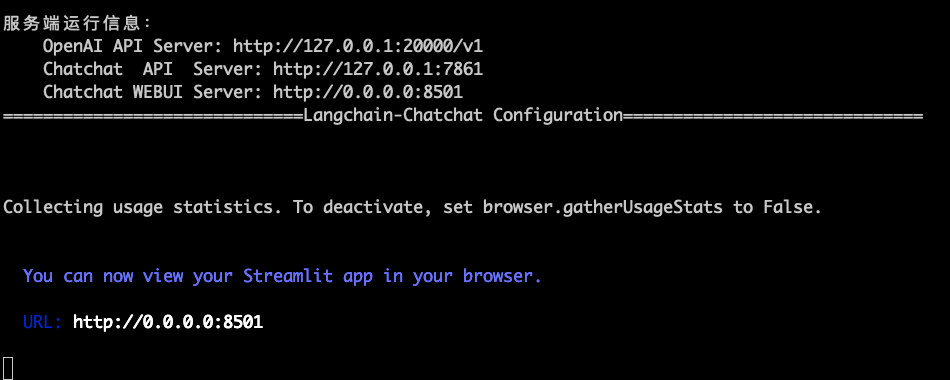 服务端运行信息：
    OpenAI API Server: http://127.0.0.1:20000/v1
    Chatchat  API  Server: http://127.0.0.1:7861
    Chatchat WEBUI Server: http://0.0.0.0:8501
==============================Langchain-Chatchat Configuration==============================
Collecting usage statistics. To deactivate, set browser.gatherUsageStats to False.
  You can now view your Streamlit app in your browser.
  URL: http://0.0.0.0:8501